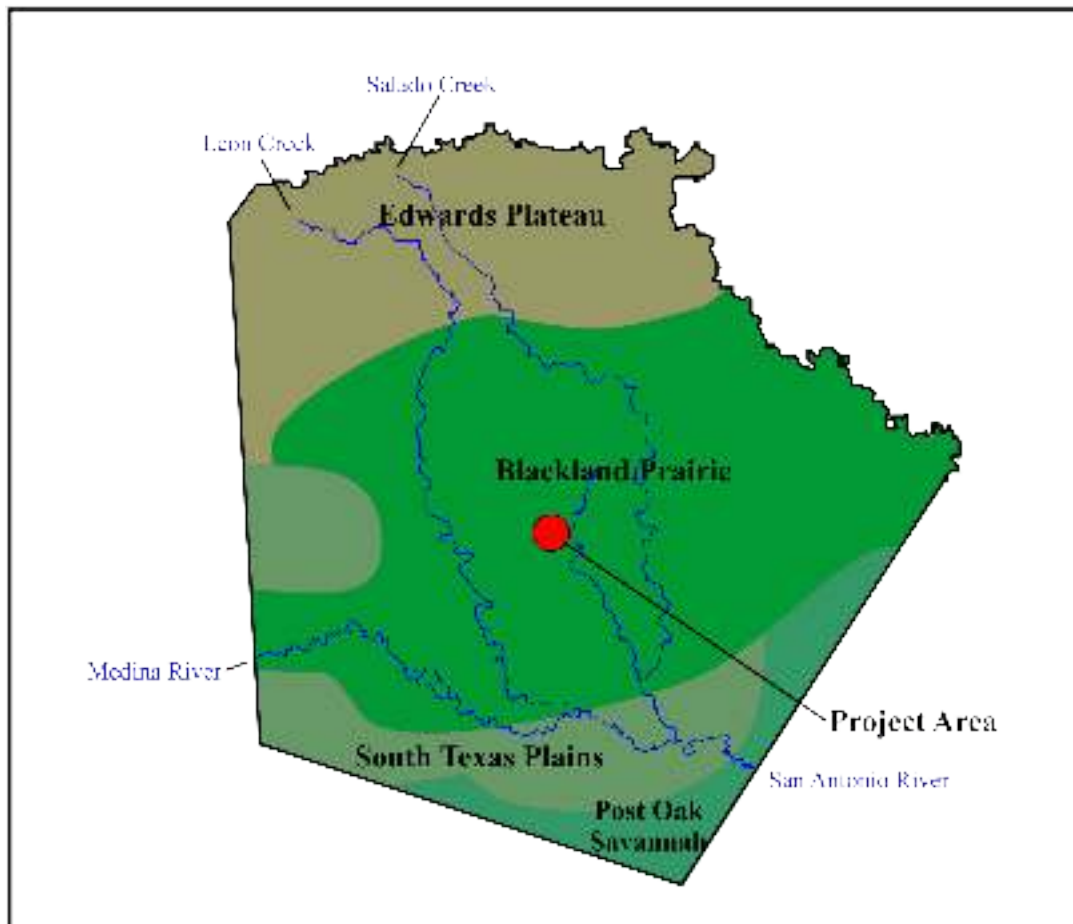 Salado Creek
Leon Creek
Edwards Plateau
Blackland Prairie
Medina River
Project Area
South Texas Plains
San Antonio River
Post Oak
Savannah